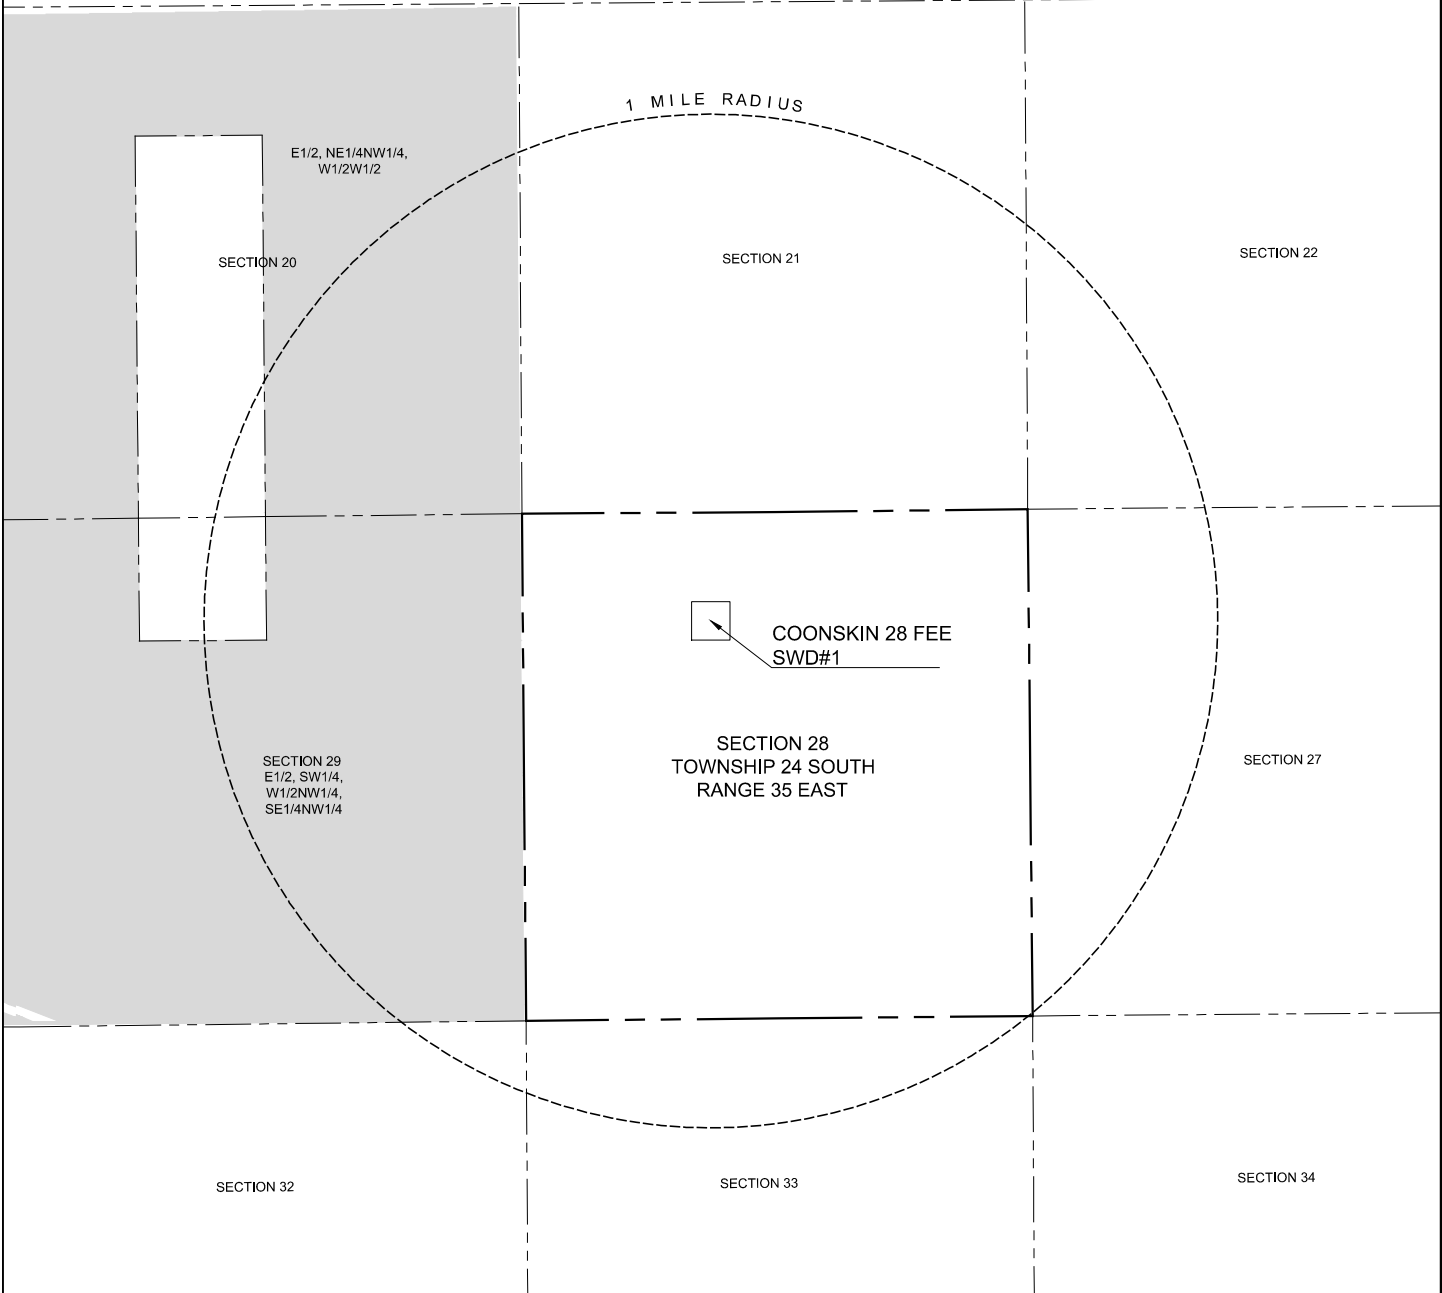 1 MILE RADIUS
E1/2, NE1/4NW1/4,
W1/2W1/2
SECTION 20
SECTION 21
SECTION 22
COONSKIN 28 FEE
SWD#1
SECTION 28
TOWNSHIP 24 SOUTH
RANGE 35 EAST
SECTION 29
E1/2, SW1/4,
W1/2NW1/4,
SE1/4NW1/4
SECTION 27
SECTION 32
SECTION 33
SECTION 34